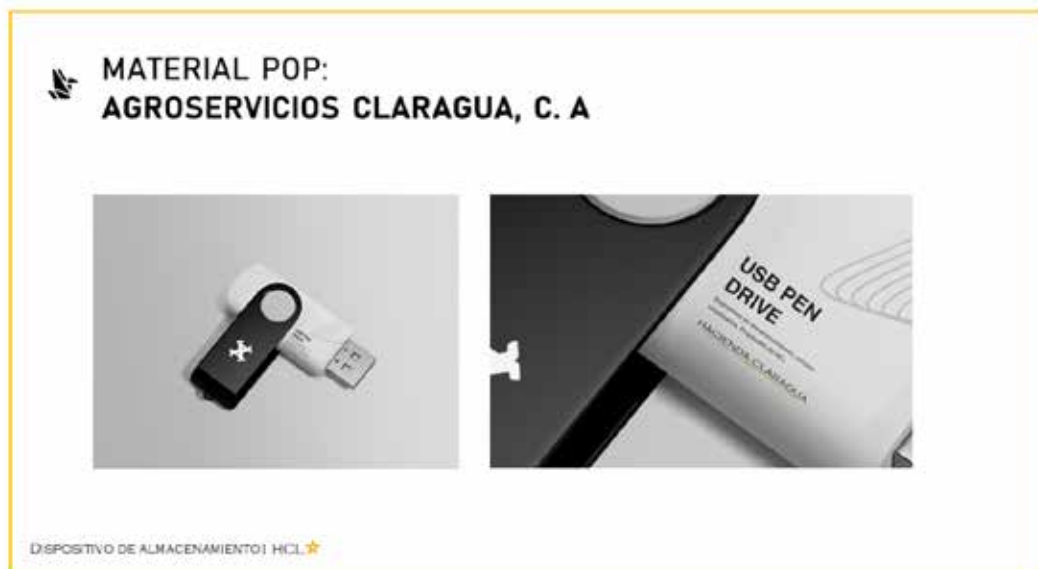 MATERIAL POP:
AGROSERVICIOS CLARAGUA, C. A
USB PEN
DRIVE
HACIENDA CLARAGUA
DISPOSITIVO DE ALMACENAMIENTO| HCL